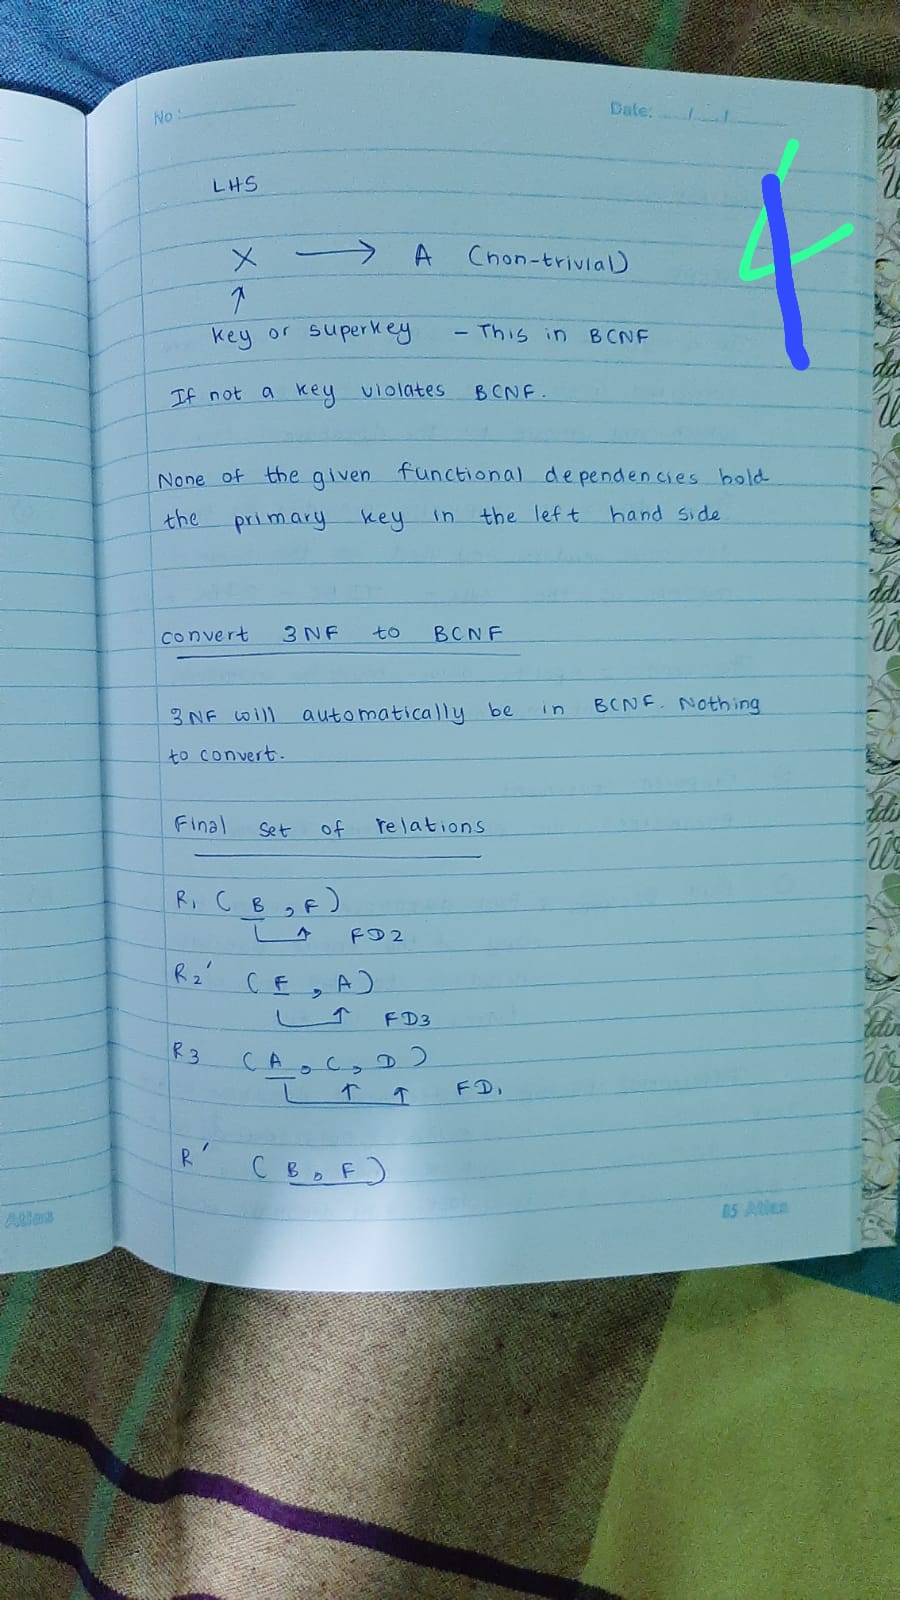 No:
Date: / /
4
LHS
X → A (non-trivial)
↑
key or superkey - This in BCNF
If not a key violates BCNF.
None of the given functional dependencies hold
the primary key in the left hand side
convert 3NF to BCNF
3NF will automatically be in BCNF. Nothing
to convert.
Final set of relations
R1 ( B , F )
FD2
R2' ( F , A )
FD3
R3 ( A , C , D )
FD1
R' ( B , F )
Atlas
85 Atlas